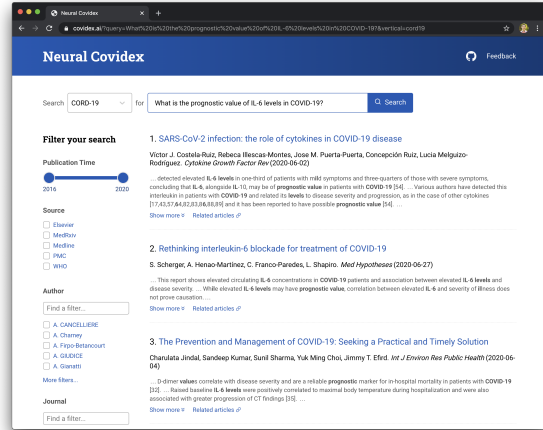 Neural Covidex
covidex.ai/?query=What%20is%20the%20prognostic%20value%20of%20IL-6%20levels%20in%20COVID-19?&vertical=cord19
Neural Covidex
Feedback
Search CORD-19 for What is the prognostic value of IL-6 levels in COVID-19? Search
Filter your search
Publication Time
2016 2020
Source
Elsevier
MedRxiv
Medline
PMC
WHO
Author
Find a filter...
A. CANCELLIERE
A. Charney
A. Firpo-Betancourt
A. GIUDICE
A. Gianatti
More filters...
Journal
Find a filter...
1. SARS-CoV-2 infection: the role of cytokines in COVID-19 disease
Víctor J. Costela-Ruiz, Rebeca Illescas-Montes, Jose M. Puerta-Puerta, Concepción Ruiz, Lucia Melguizo-
Rodríguez. Cytokine Growth Factor Rev (2020-06-02)
... detected elevated IL-6 levels in one-third of patients with mild symptoms and three-quarters of those with severe symptoms,
concluding that IL-6, alongside IL-10, may be of prognostic value in patients with COVID-19 [54]. ... Various authors have detected this
interleukin in patients with COVID-19 and related its levels to disease severity and progression, as in the case of other cytokines
[17,43,57,64,82,83,86,88,89] and it has been reported to have possible prognostic value [54]. ...
Show more Related articles
2. Rethinking interleukin-6 blockade for treatment of COVID-19
S. Scherger, A. Henao-Martínez, C. Franco-Paredes, L. Shapiro. Med Hypotheses (2020-06-27)
... This report shows elevated circulating IL-6 concentrations in COVID-19 patients and association between elevated IL-6 levels and
disease severity. ... While elevated IL-6 levels may have prognostic value, correlation between elevated IL-6 and severity of illness does
not prove causation....
Show more Related articles
3. The Prevention and Management of COVID-19: Seeking a Practical and Timely Solution
Charulata Jindal, Sandeep Kumar, Sunil Sharma, Yuk Ming Choi, Jimmy T. Efird. Int J Environ Res Public Health (2020-06-
04)
... D-dimer values correlate with disease severity and are a reliable prognostic marker for in-hospital mortality in patients with COVID-19
[32]. ... Raised baseline IL-6 levels were positively correlated to maximal body temperature during hospitalization and were also
associated with greater progression of CT findings [35]. ...
Show more Related articles